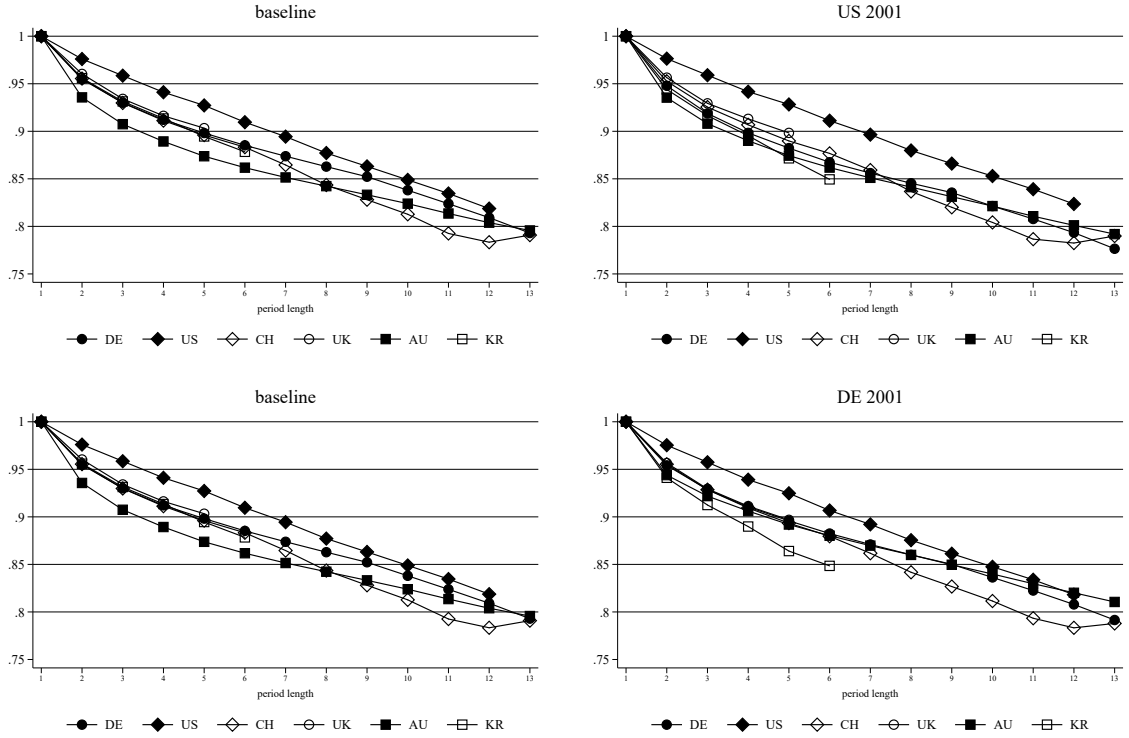 baseline
1
.95
.9
.85
.8
.75
1 2 3 4 5 6 7 8 9 10 11 12 13
period length
DE US CH UK AU KR
US 2001
1
.95
.9
.85
.8
.75
1 2 3 4 5 6 7 8 9 10 11 12 13
period length
DE US CH UK AU KR
baseline
1
.95
.9
.85
.8
.75
1 2 3 4 5 6 7 8 9 10 11 12 13
period length
DE US CH UK AU KR
DE 2001
1
.95
.9
.85
.8
.75
1 2 3 4 5 6 7 8 9 10 11 12 13
period length
DE US CH UK AU KR